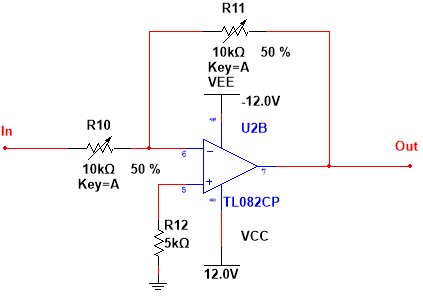 R11
10kΩ 50 %
Key=A
VEE
-12.0V
4
U2B
In
R10
10kΩ 50 %
Key=A
6
7
Out
5
8
TL082CP
R12
5kΩ
VCC
12.0V